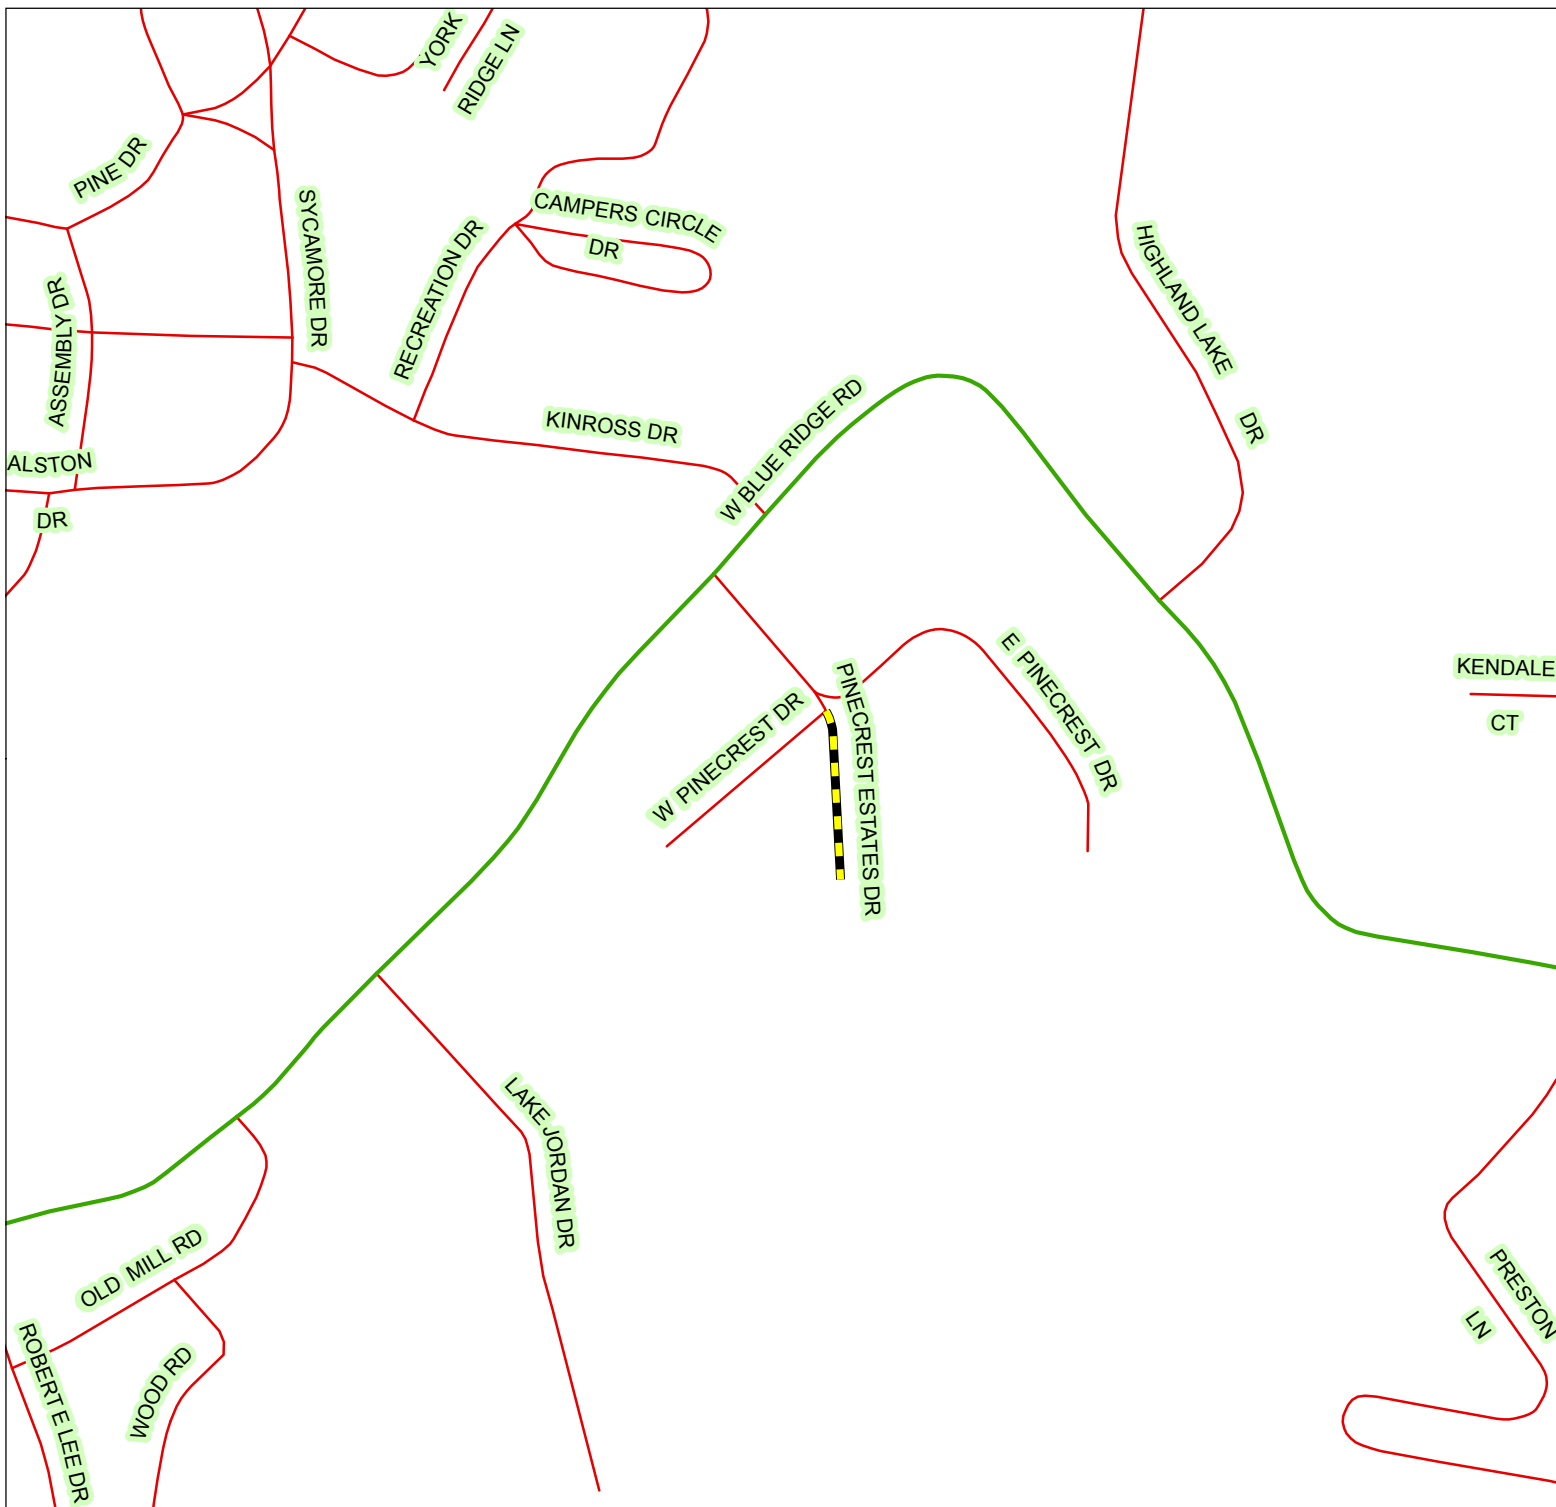 YORK
RIDGE LN
PINE DR
SYCAMORE DR
CAMPERS CIRCLE
DR
RECREATION DR
HIGHLAND LAKE
DR
ASSEMBLY DR
W BLUE RIDGE RD
KINROSS DR
ALSTON
DR
E PINECREST DR
KENDALE
CT
PINECREST ESTATES DR
W PINECREST DR
LAKE JORDAN DR
OLD MILL RD
PRESTON
LN
ROBERT E LEE DR
WOOD RD